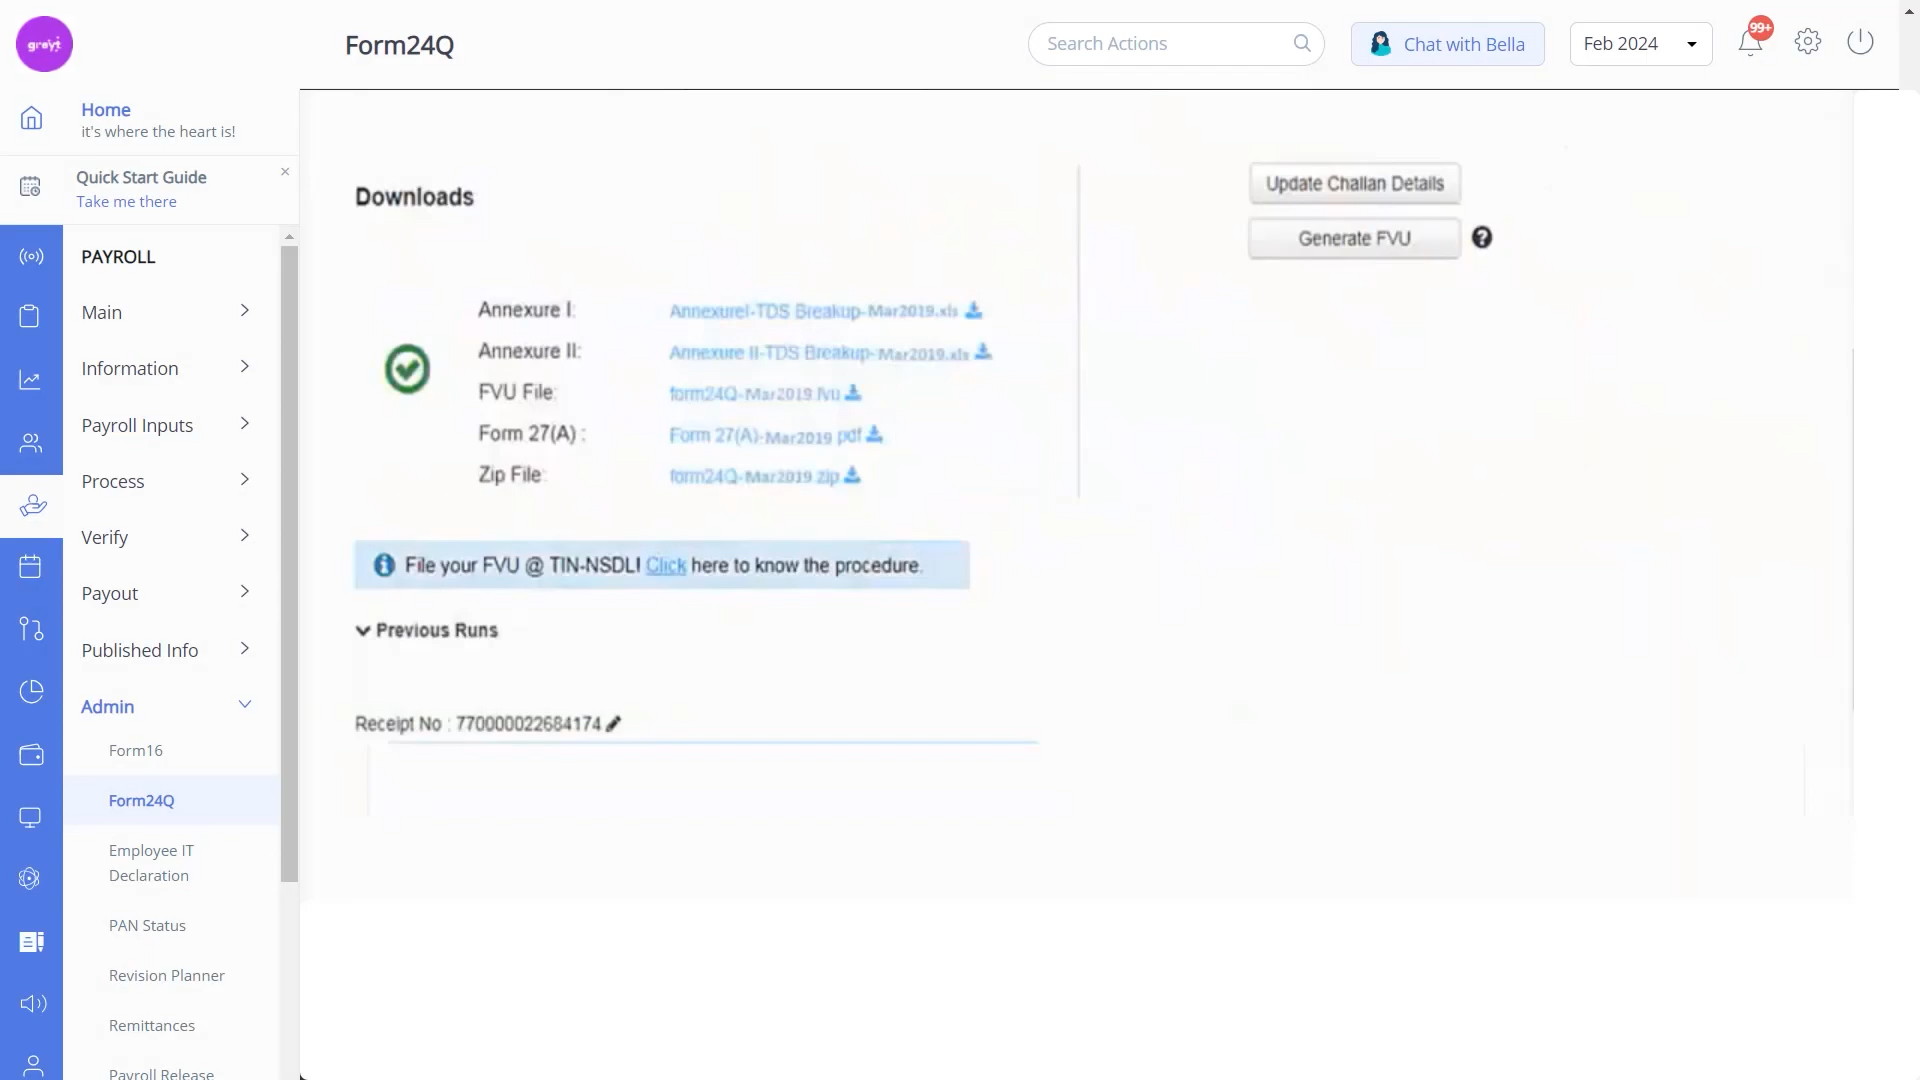 greyt
Form24Q
Search Actions
Chat with Bella
Feb 2024
99+
Home
it's where the heart is!
Quick Start Guide
Take me there
PAYROLL
Main
Information
Payroll Inputs
Process
Verify
Payout
Published Info
Admin
Form16
Form24Q
Employee IT
Declaration
PAN Status
Revision Planner
Remittances
Payroll Release
Downloads
Annexure I: AnnexureI-TDS Breakup-Mar2019.xls
Annexure II: Annexure II-TDS Breakup-Mar2019.xls
FVU File: form24Q-Mar2019.fvu
Form 27(A) : Form 27(A)-Mar2019 pdf
Zip File: form24Q-Mar2019 zip
Update Challan Details
Generate FVU
File your FVU @ TIN-NSDL! Click here to know the procedure.
Previous Runs
Receipt No : 770000022684174